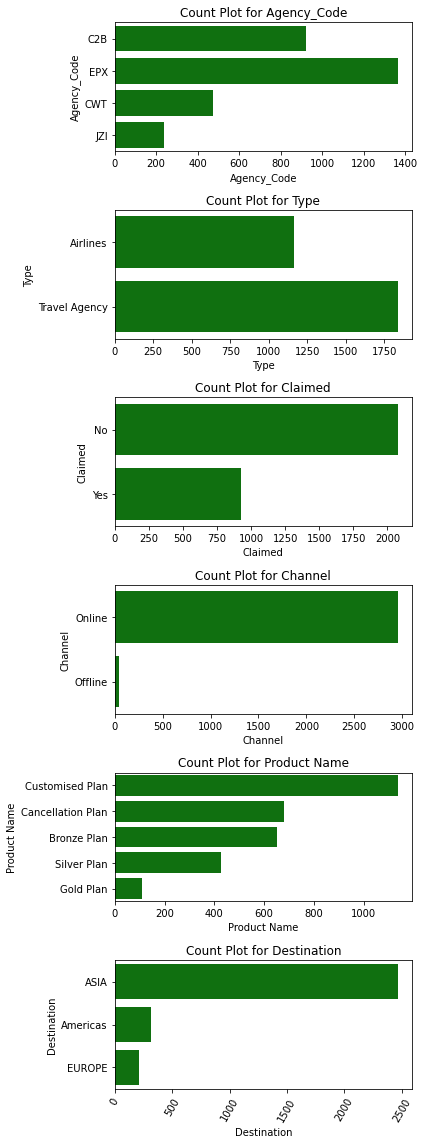 Count Plot for Agency_Code
Agency_Code
C2B
EPX
CWT
JZI
0 200 400 600 800 1000 1200 1400
Agency_Code
Count Plot for Type
Type
Airlines
Travel Agency
0 250 500 750 1000 1250 1500 1750
Type
Count Plot for Claimed
Claimed
No
Yes
0 250 500 750 1000 1250 1500 1750 2000
Claimed
Count Plot for Channel
Channel
Online
Offline
0 500 1000 1500 2000 2500 3000
Channel
Count Plot for Product Name
Product Name
Customised Plan
Cancellation Plan
Bronze Plan
Silver Plan
Gold Plan
0 200 400 600 800 1000
Product Name
Count Plot for Destination
Destination
ASIA
Americas
EUROPE
0 500 1000 1500 2000 2500
Destination